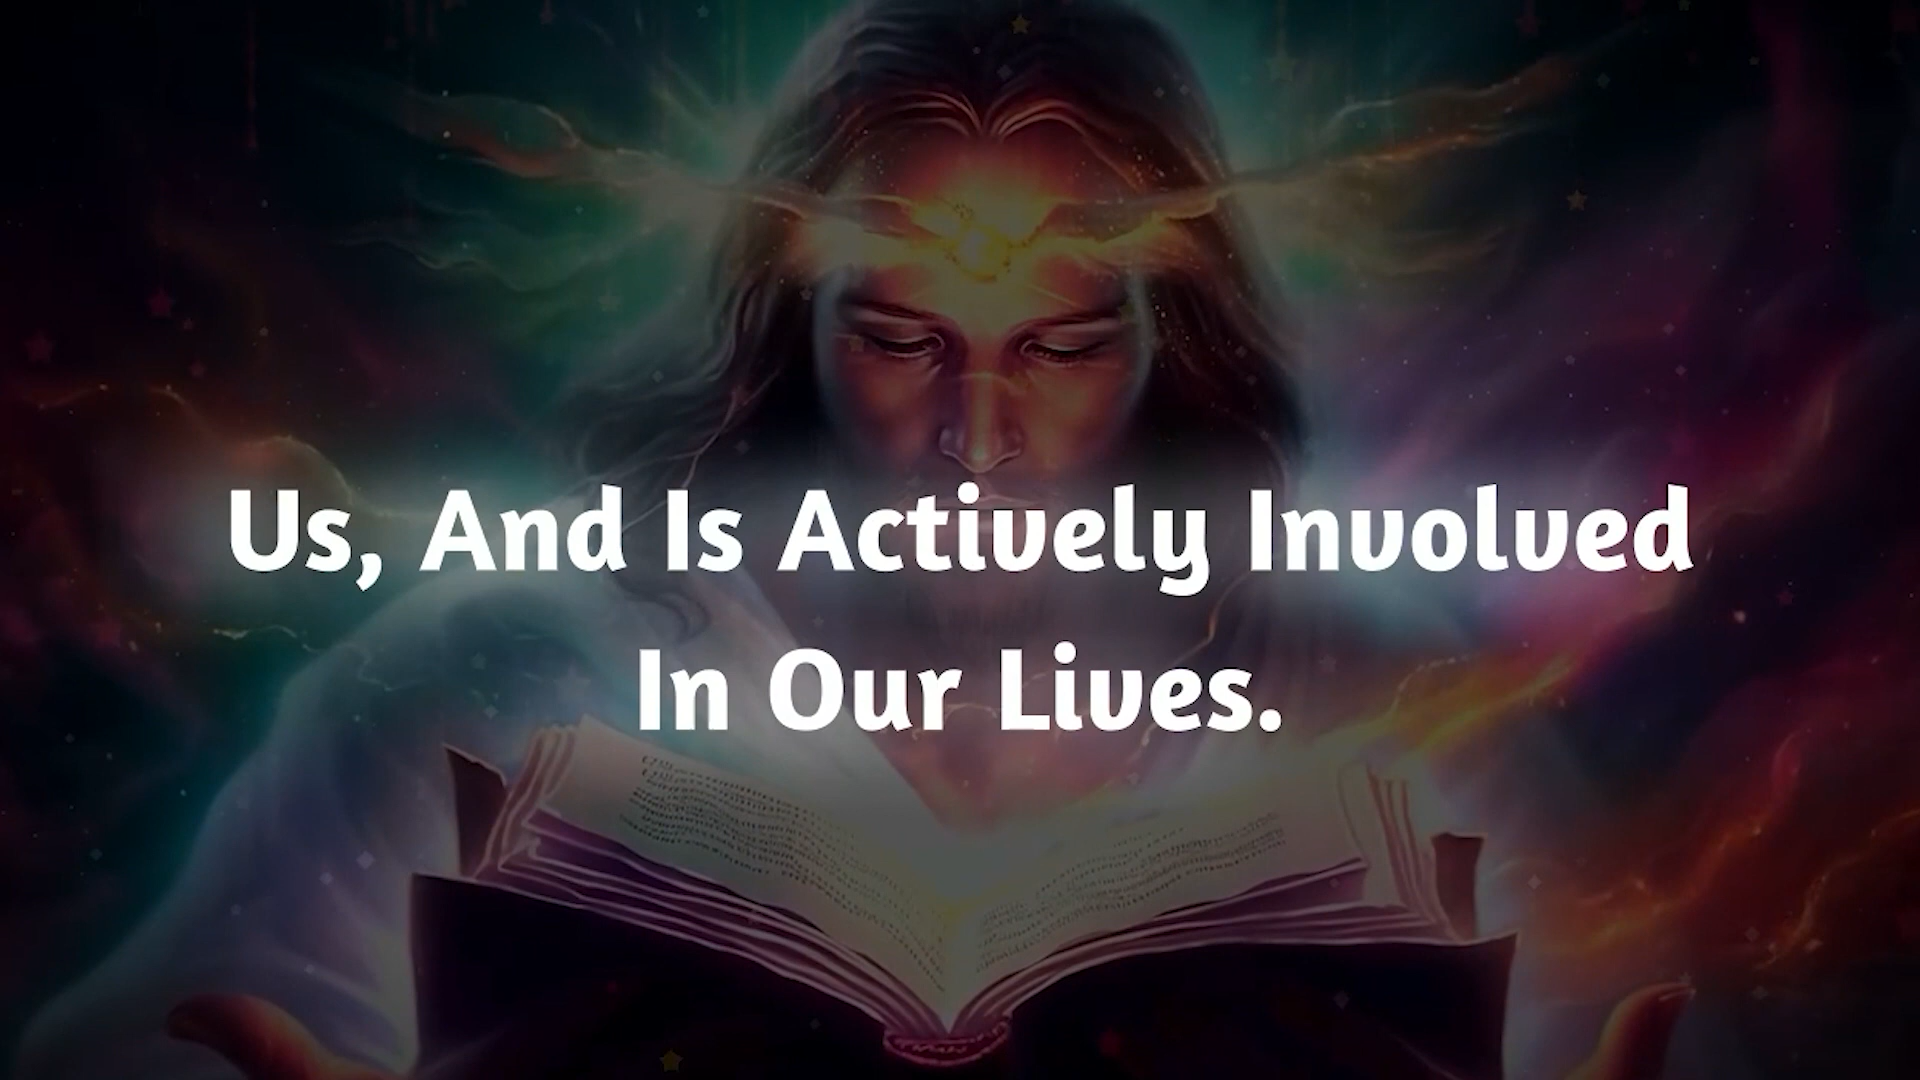 Us, And Is Actively Involved
In Our Lives.